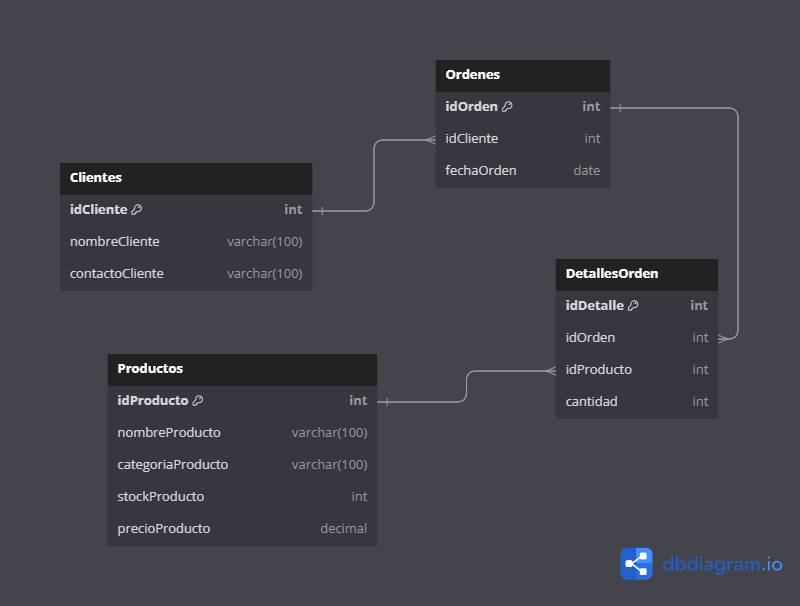 Ordenes
idOrden int
idCliente int
fechaOrden date
Clientes
idCliente int
nombreCliente varchar(100)
contactoCliente varchar(100)
DetallesOrden
idDetalle int
idOrden int
idProducto int
cantidad int
Productos
idProducto int
nombreProducto varchar(100)
categoriaProducto varchar(100)
stockProducto int
precioProducto decimal
dbdiagram.io